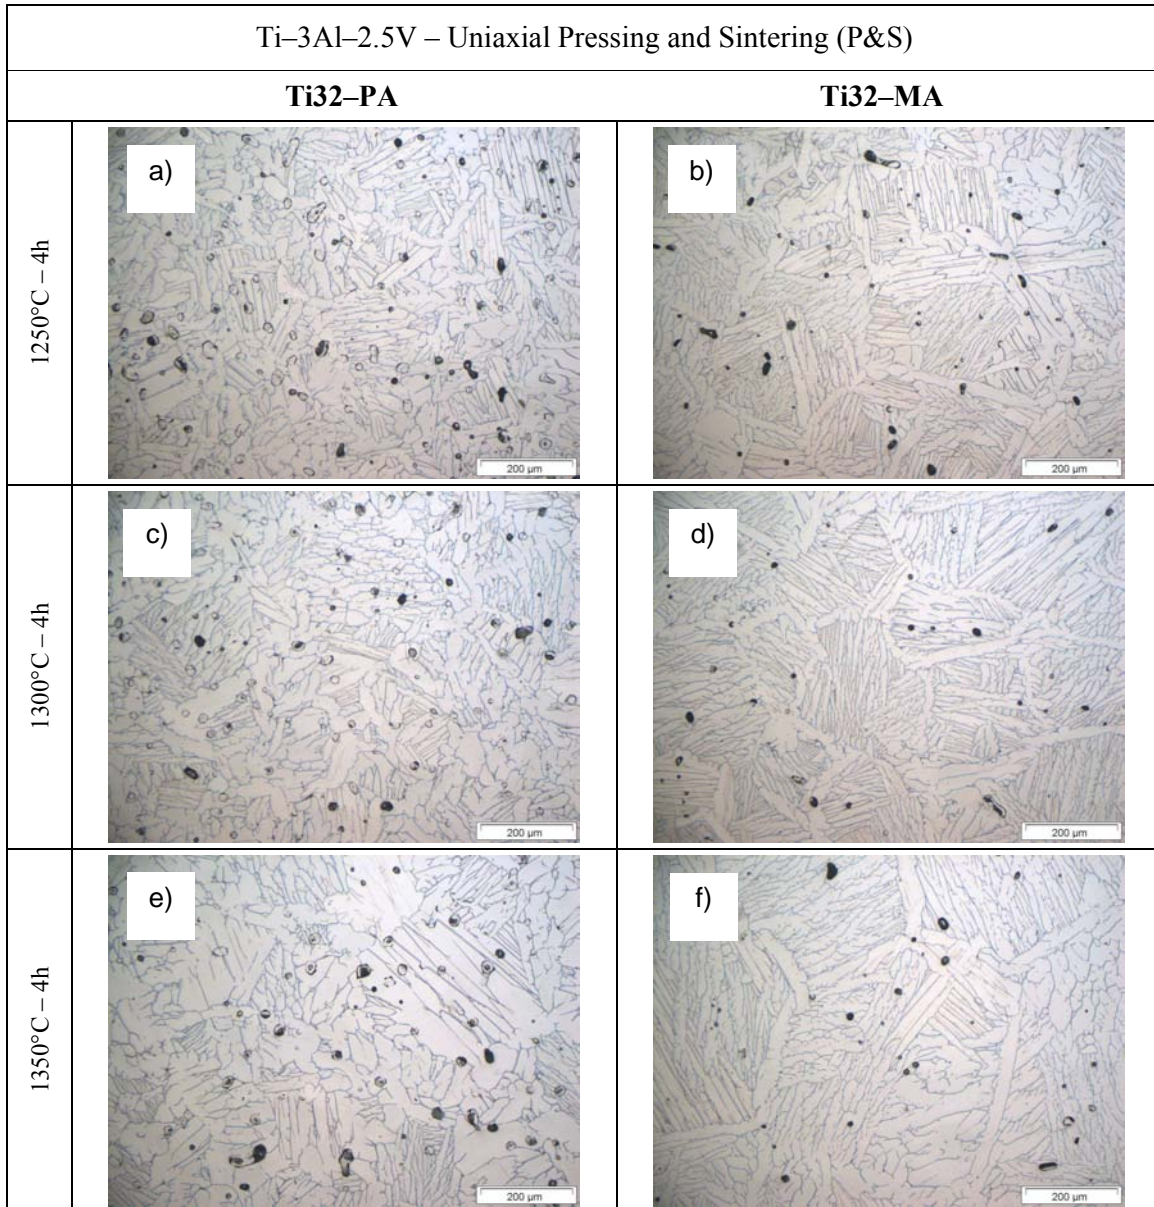 Ti–3Al–2.5V – Uniaxial Pressing and Sintering (P&S)
Ti32–PA
Ti32–MA
1250°C – 4h
a)
200 µm
b)
200 µm
1300°C – 4h
c)
200 µm
d)
200 µm
1350°C – 4h
e)
200 µm
f)
200 µm